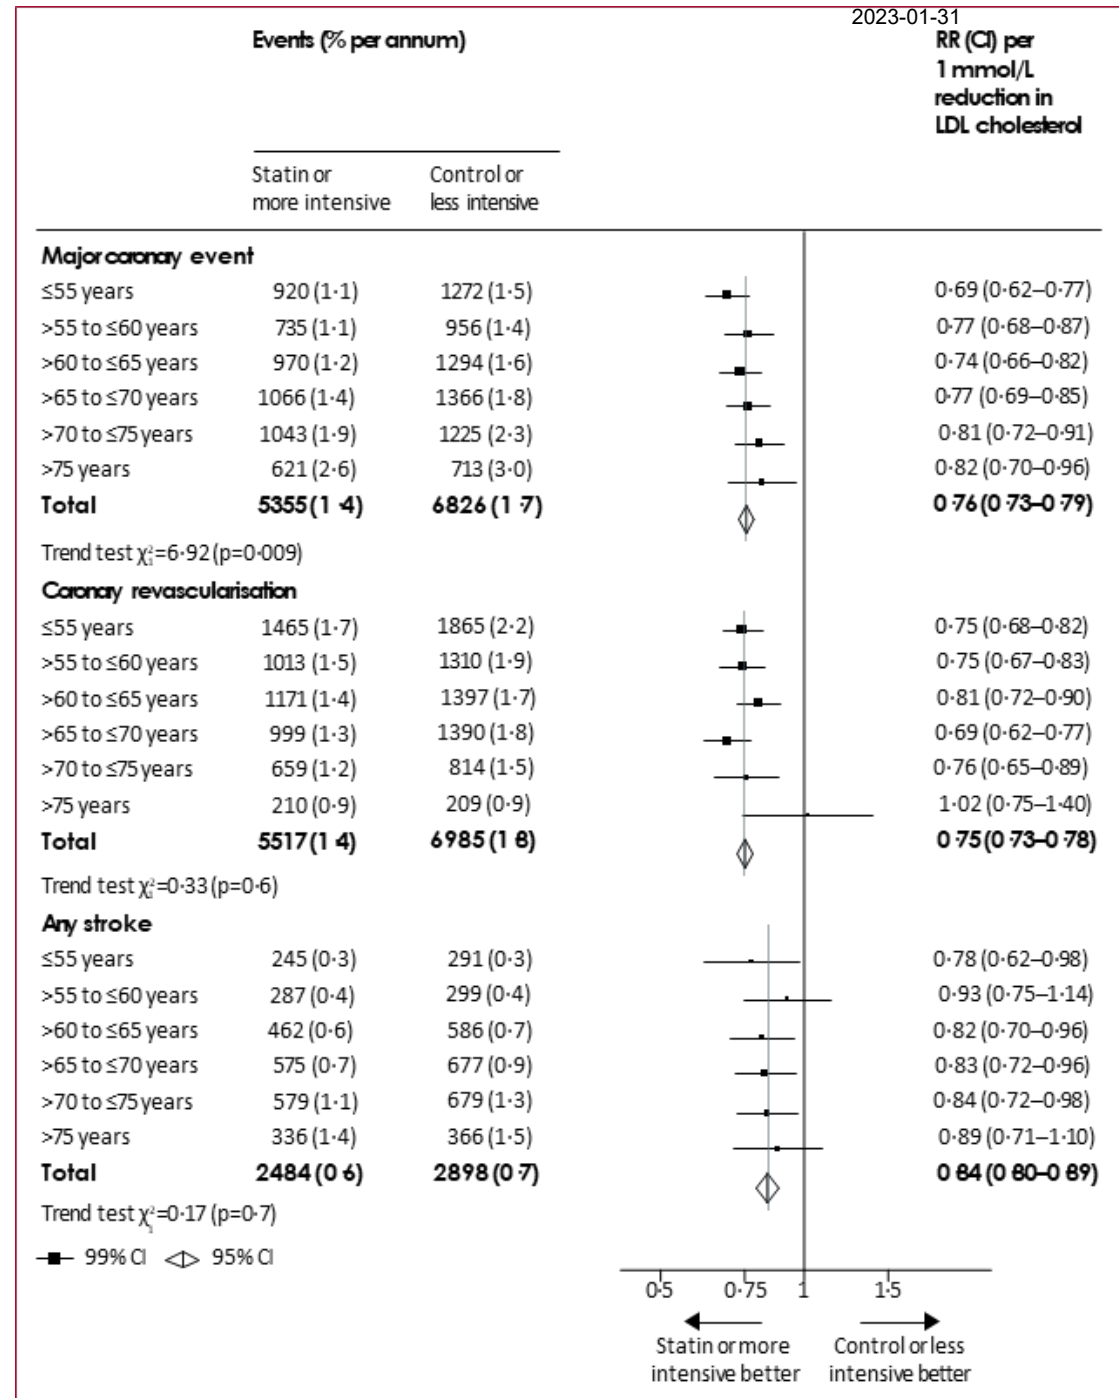 2023-01-31
Events (% per annum)
RR (CI) per
1 mmol/L
reduction in
LDL cholesterol
Statin or
more intensive
Control or
less intensive
Major coronary event
≤55 years 920 (1·1) 1272 (1·5) 0·69 (0·62–0·77)
>55 to ≤60 years 735 (1·1) 956 (1·4) 0·77 (0·68–0·87)
>60 to ≤65 years 970 (1·2) 1294 (1·6) 0·74 (0·66–0·82)
>65 to ≤70 years 1066 (1·4) 1366 (1·8) 0·77 (0·69–0·85)
>70 to ≤75 years 1043 (1·9) 1225 (2·3) 0·81 (0·72–0·91)
>75 years 621 (2·6) 713 (3·0) 0·82 (0·70–0·96)
Total 5355 (1·4) 6826 (1·7) 0·76 (0·73–0·79)
Trend test χ²₁=6·92 (p=0·009)
Coronary revascularisation
≤55 years 1465 (1·7) 1865 (2·2) 0·75 (0·68–0·82)
>55 to ≤60 years 1013 (1·5) 1310 (1·9) 0·75 (0·67–0·83)
>60 to ≤65 years 1171 (1·4) 1397 (1·7) 0·81 (0·72–0·90)
>65 to ≤70 years 999 (1·3) 1390 (1·8) 0·69 (0·62–0·77)
>70 to ≤75 years 659 (1·2) 814 (1·5) 0·76 (0·65–0·89)
>75 years 210 (0·9) 209 (0·9) 1·02 (0·75–1·40)
Total 5517 (1·4) 6985 (1·8) 0·75 (0·73–0·78)
Trend test χ²₁=0·33 (p=0·6)
Any stroke
≤55 years 245 (0·3) 291 (0·3) 0·78 (0·62–0·98)
>55 to ≤60 years 287 (0·4) 299 (0·4) 0·93 (0·75–1·14)
>60 to ≤65 years 462 (0·6) 586 (0·7) 0·82 (0·70–0·96)
>65 to ≤70 years 575 (0·7) 677 (0·9) 0·83 (0·72–0·96)
>70 to ≤75 years 579 (1·1) 679 (1·3) 0·84 (0·72–0·98)
>75 years 336 (1·4) 366 (1·5) 0·89 (0·71–1·10)
Total 2484 (0·6) 2898 (0·7) 0·84 (0·80–0·89)
Trend test χ²₁=0·17 (p=0·7)
99% CI 95% CI
0·5 0·75 1 1·5
Statin or more
intensive better
Control or less
intensive better